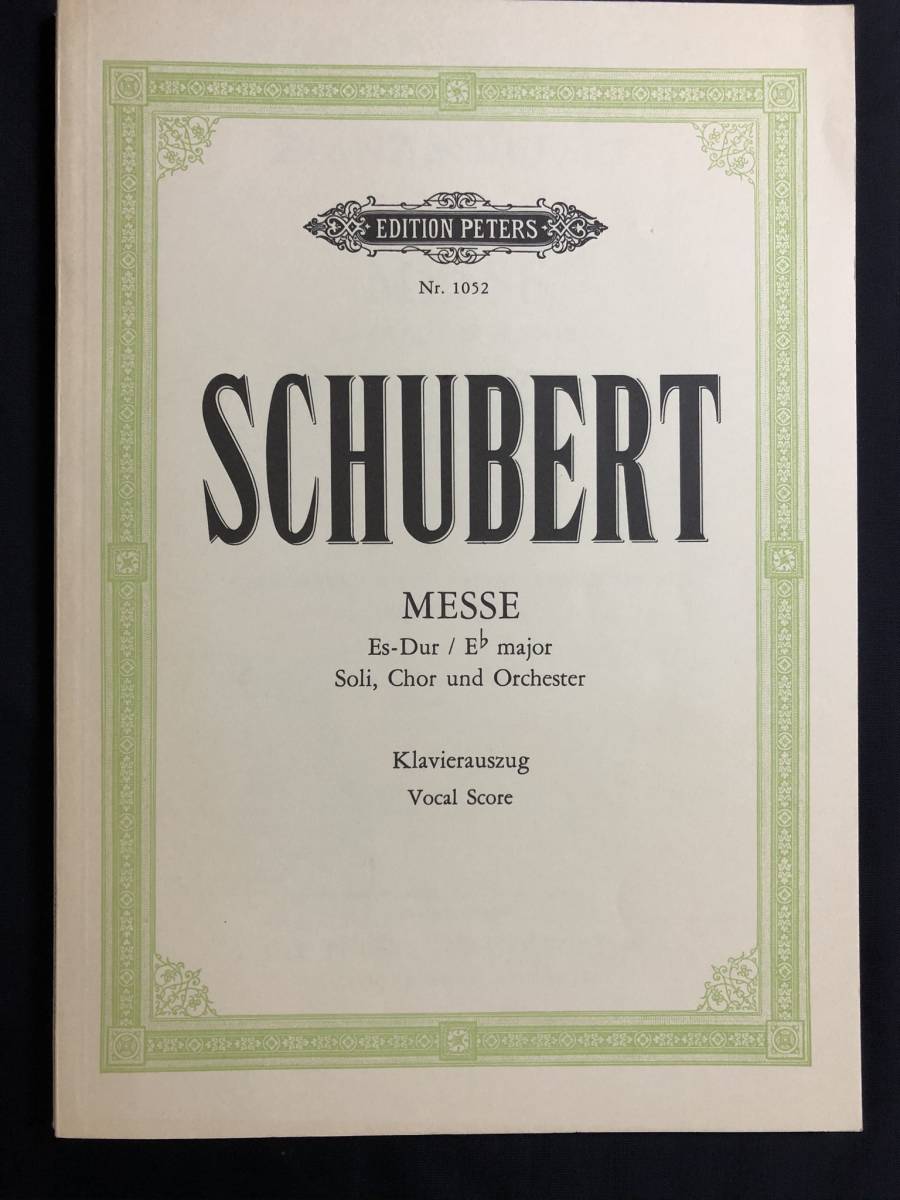 EDITION PETERS
Nr. 1052
SCHUBERT
MESSE
Es-Dur / E♭ major
Soli, Chor und Orchester
Klavierauszug
Vocal Score